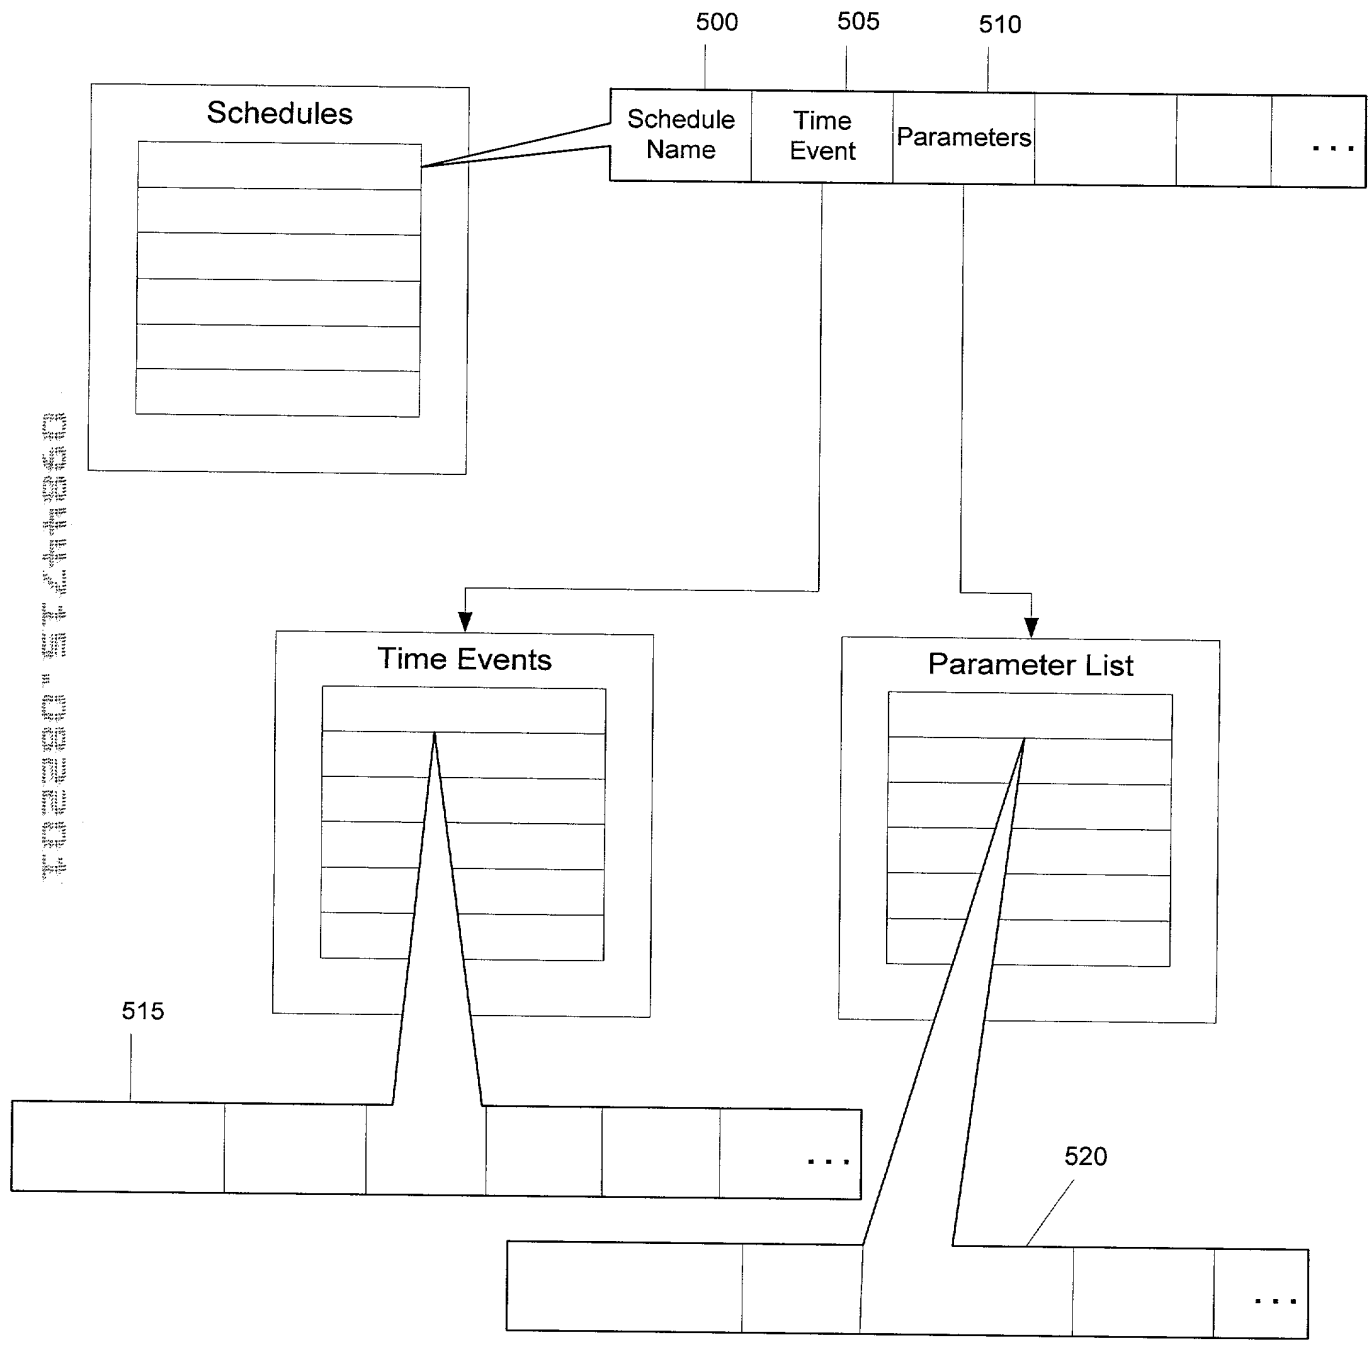 500
505
510
Schedules
Schedule
Name
Time
Event
Parameters
...
Time Events
Parameter List
515
...
520
...